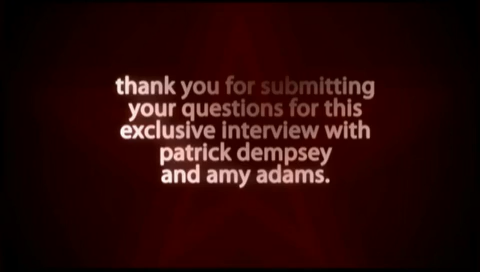 thank you for submitting
your questions for this
exclusive interview with
patrick dempsey
and amy adams.